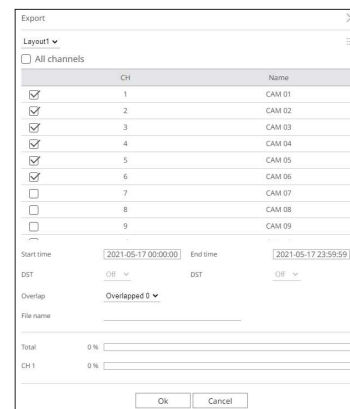 Export
Layout1
All channels
CH Name
1 CAM 01
2 CAM 02
3 CAM 03
4 CAM 04
5 CAM 05
6 CAM 06
7 CAM 07
8 CAM 08
9 CAM 09
Start time 2021-05-17 00:00:00 End time 2021-05-17 23:59:59
DST Off DST Off
Overlap Overlapped 0
File name
Total 0 %
CH 1 0 %
Ok Cancel